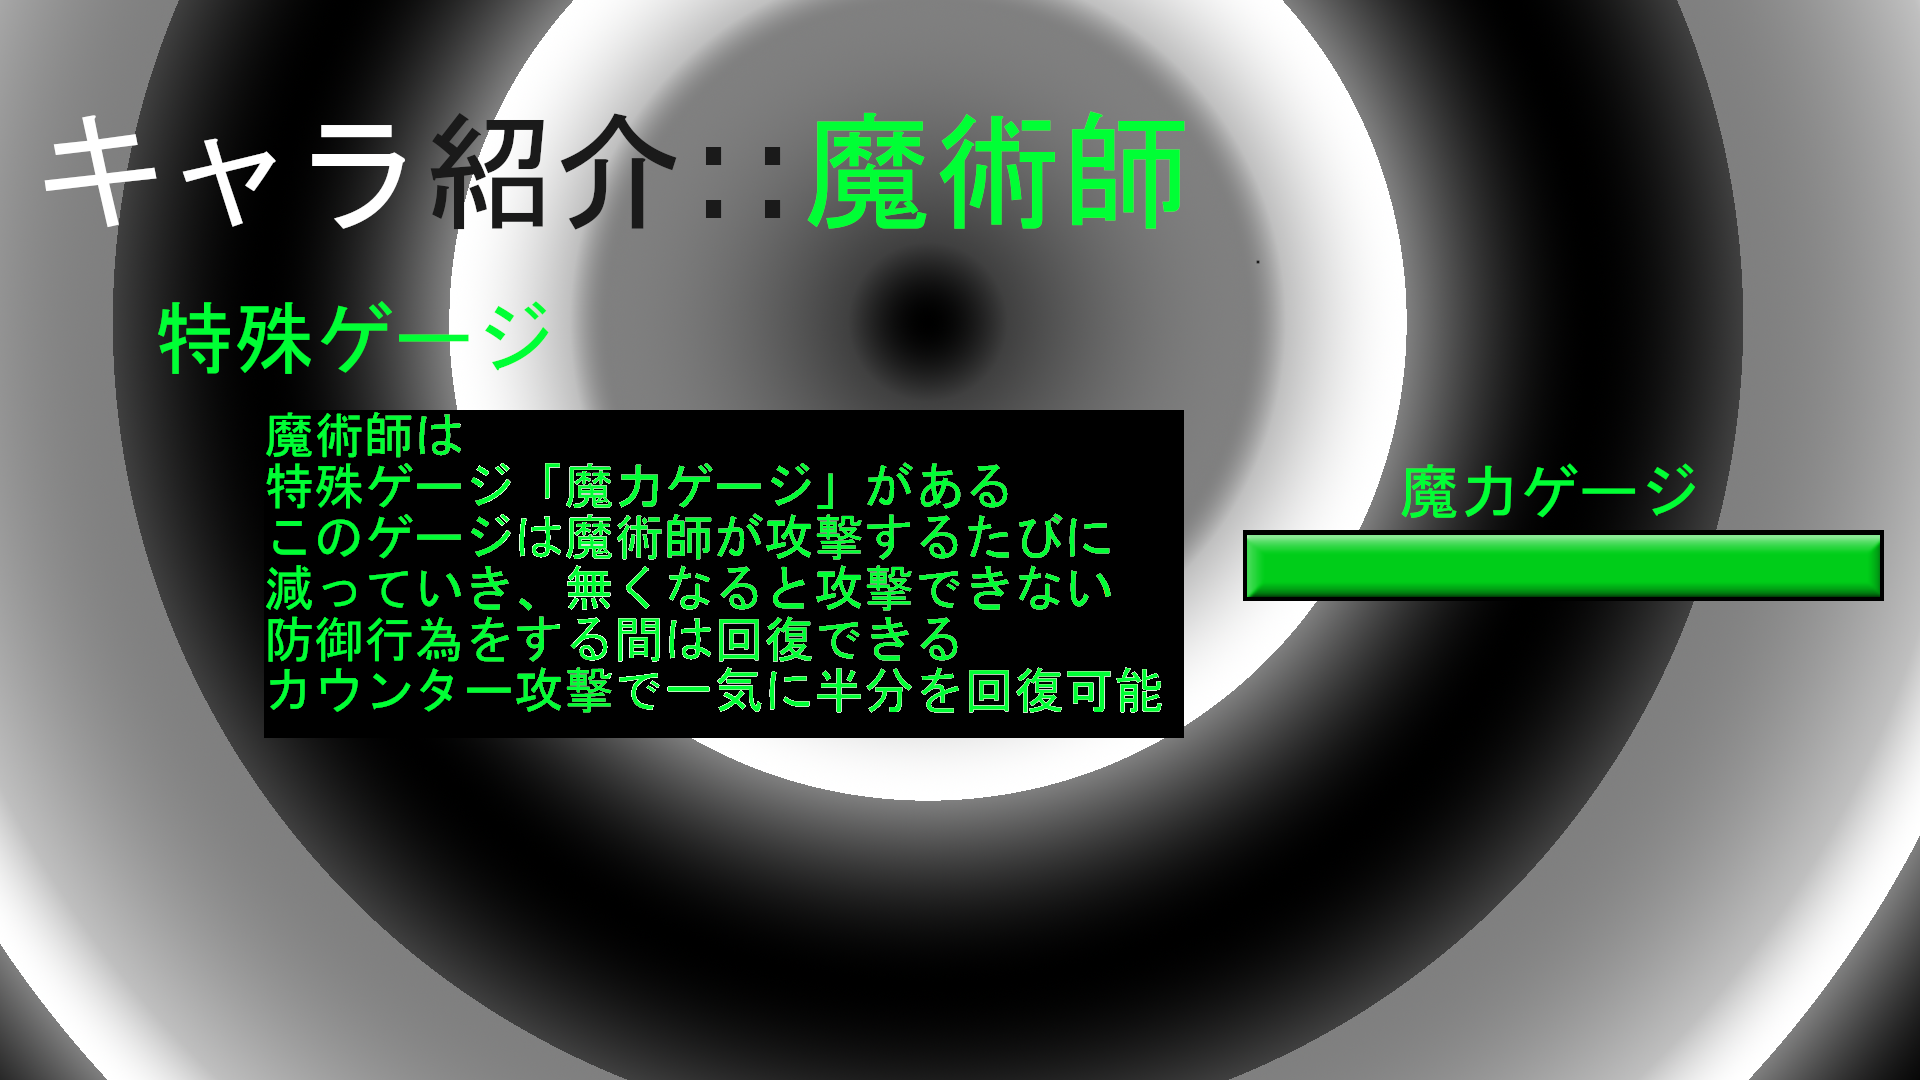 キャラ紹介::魔術師
特殊ゲージ
魔術師は
特殊ゲージ「魔力ゲージ」がある
このゲージは魔術師が攻撃するたびに
減っていき、無くなると攻撃できない
防御行為をする間は回復できる
カウンター攻撃で一気に半分を回復可能
魔力ゲージ